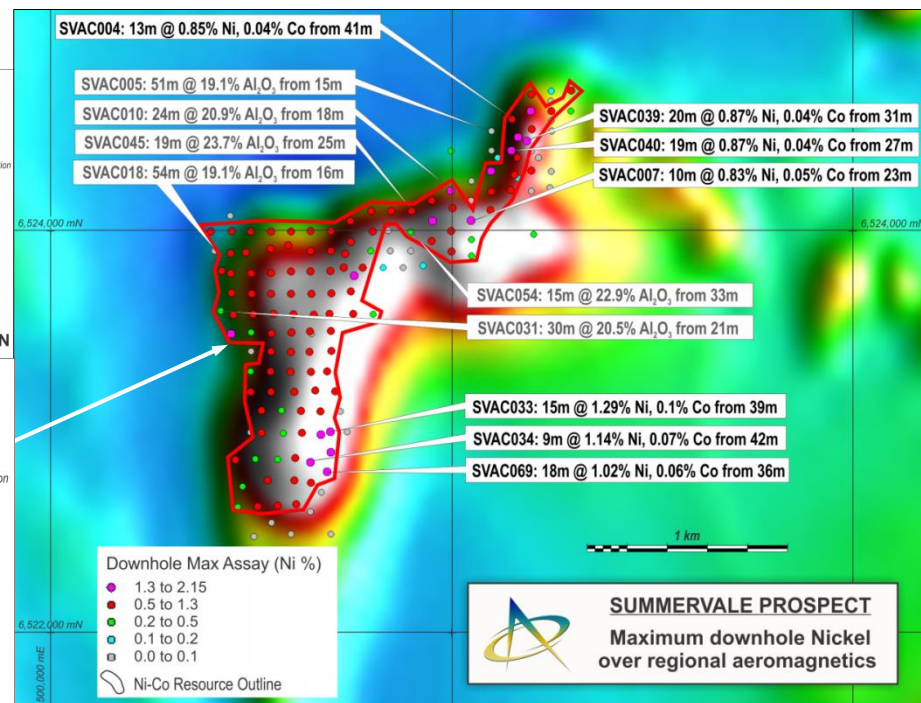 SVAC004: 13m @ 0.85% Ni, 0.04% Co from 41m
SVAC005: 51m @ 19.1% Al₂O₃ from 15m
SVAC010: 24m @ 20.9% Al₂O₃ from 18m
SVAC045: 19m @ 23.7% Al₂O₃ from 25m
SVAC018: 54m @ 19.1% Al₂O₃ from 16m
SVAC039: 20m @ 0.87% Ni, 0.04% Co from 31m
SVAC040: 19m @ 0.87% Ni, 0.04% Co from 27m
SVAC007: 10m @ 0.83% Ni, 0.05% Co from 23m
6,524,000 mN
6,524,000 mN
SVAC054: 15m @ 22.9% Al₂O₃ from 33m
SVAC031: 30m @ 20.5% Al₂O₃ from 21m
N
SVAC033: 15m @ 1.29% Ni, 0.1% Co from 39m
SVAC034: 9m @ 1.14% Ni, 0.07% Co from 42m
SVAC069: 18m @ 1.02% Ni, 0.06% Co from 36m
1 km
Downhole Max Assay (Ni %)
1.3 to 2.15
0.5 to 1.3
0.2 to 0.5
0.1 to 0.2
0.0 to 0.1
Ni-Co Resource Outline
SUMMERVALE PROSPECT
Maximum downhole Nickel
over regional aeromagnetics
6,522,000 mN
500,000 mE